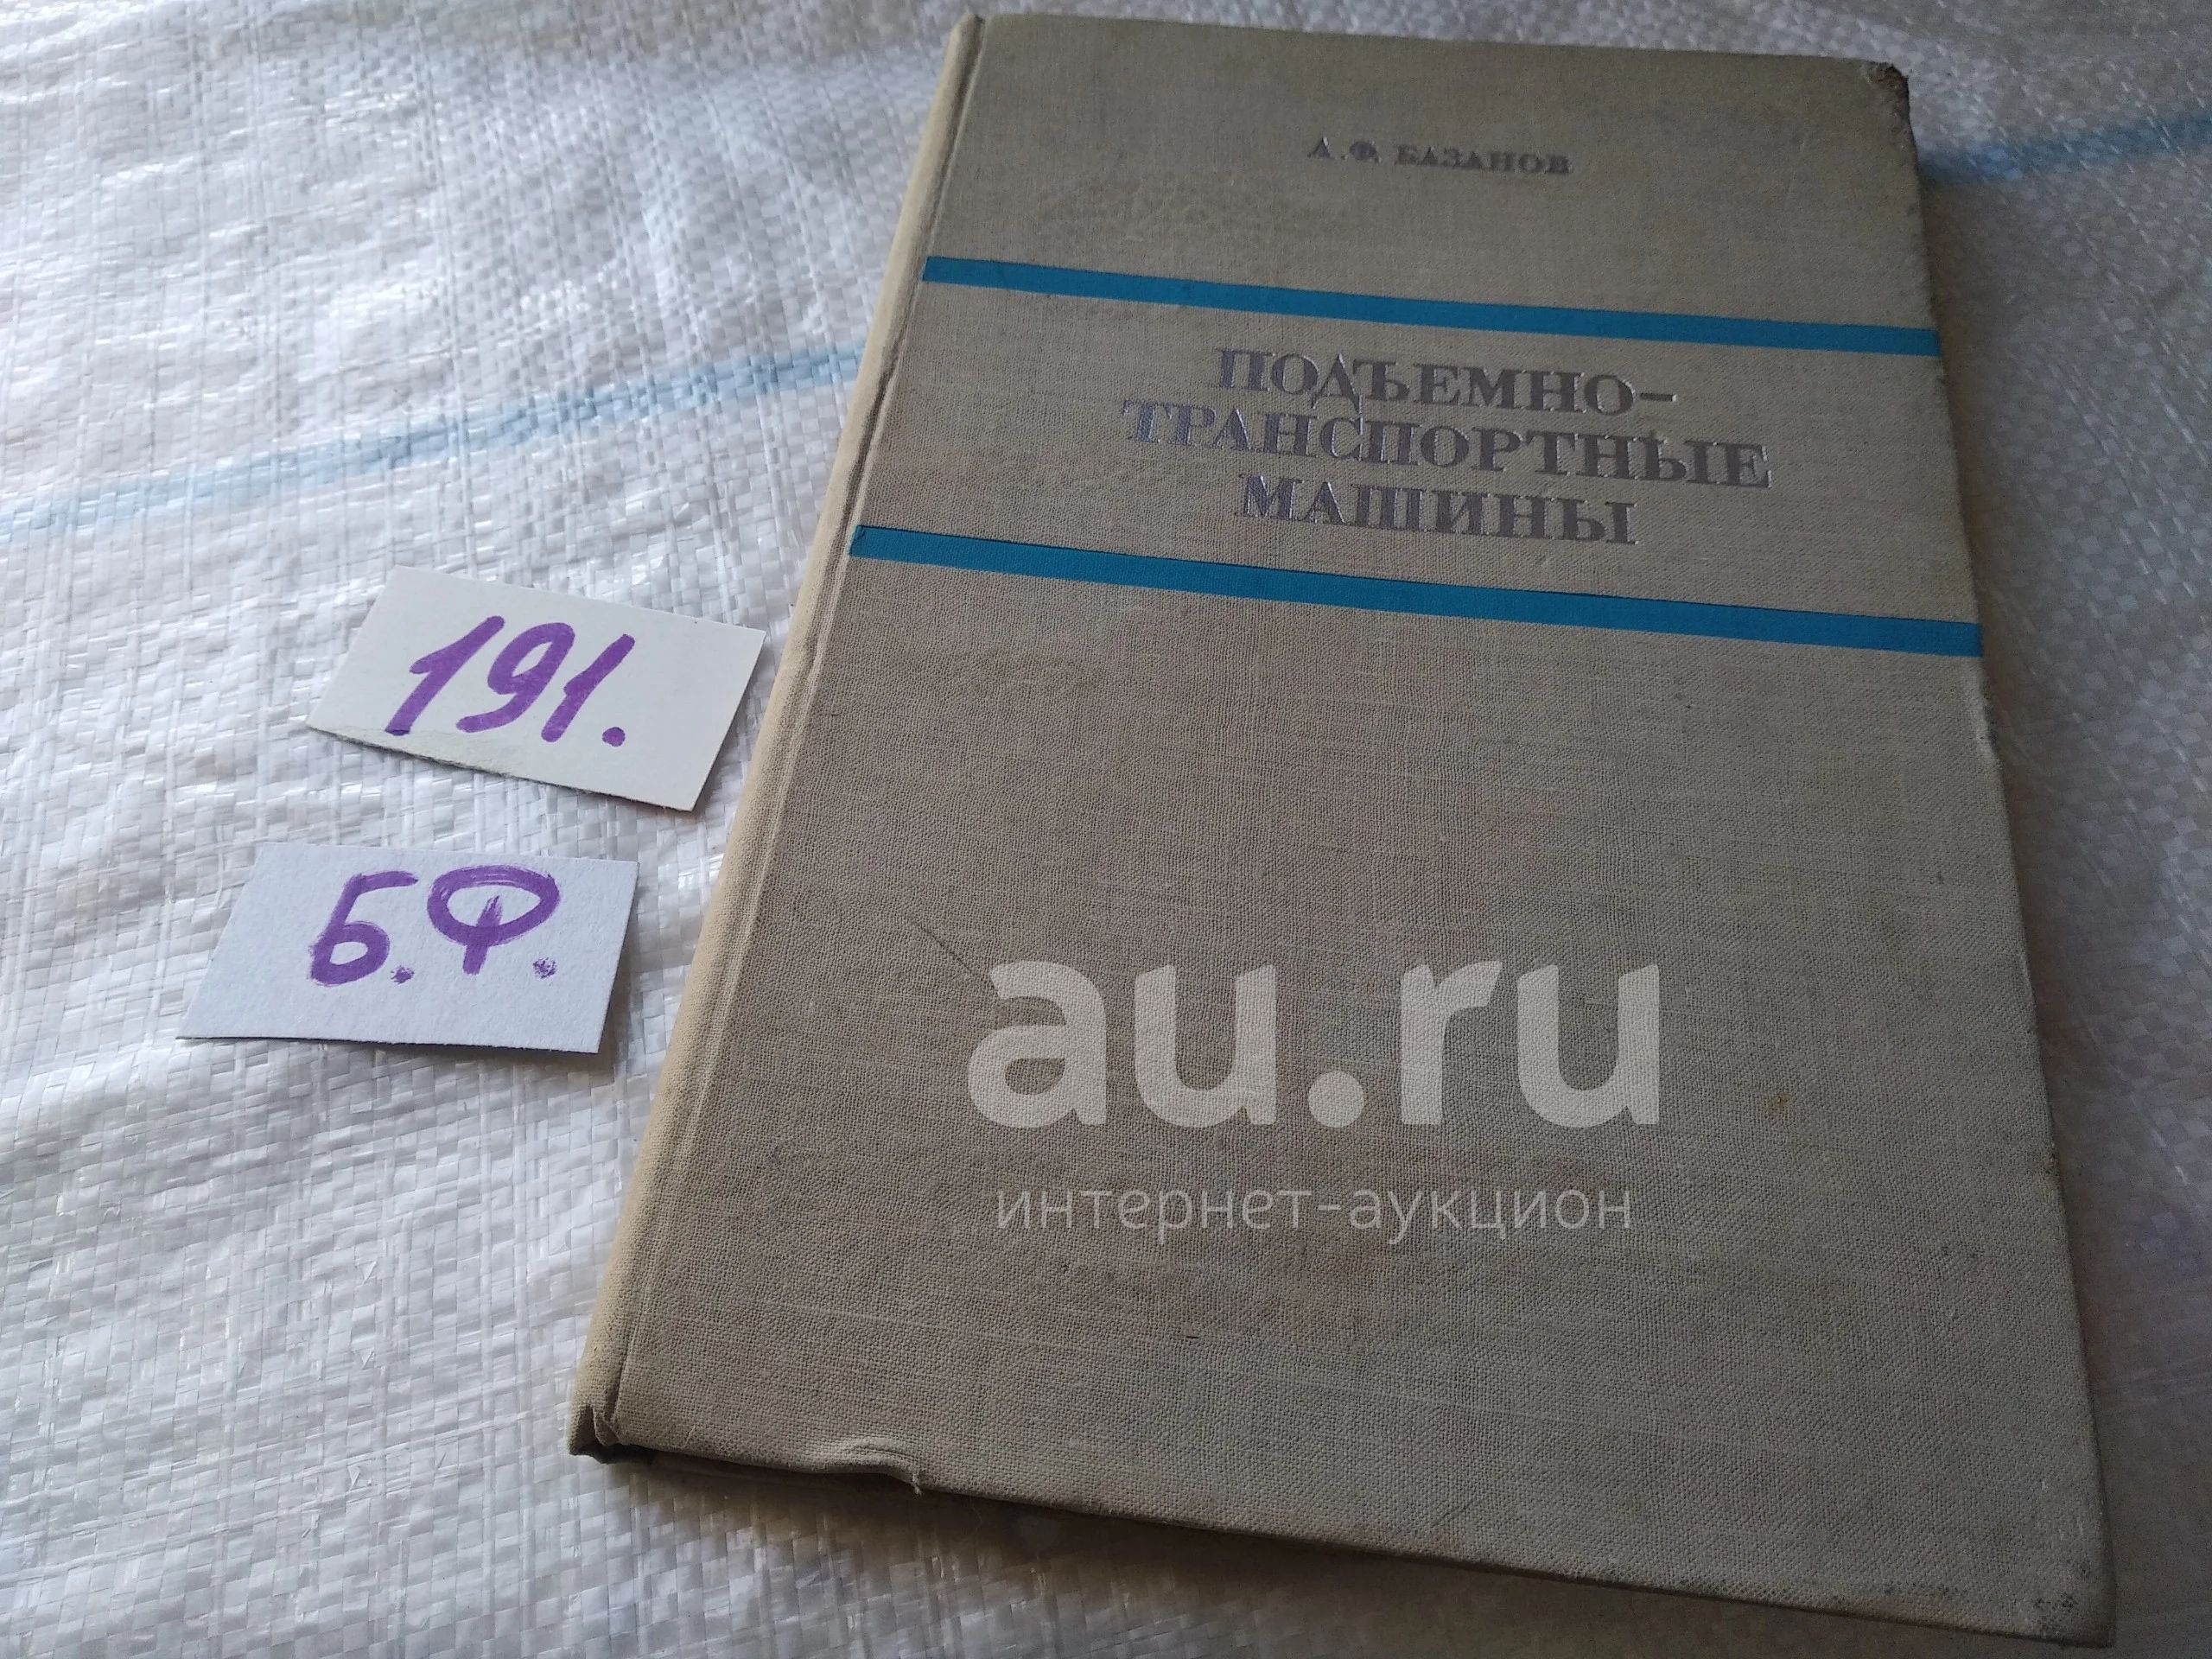 А.Ф. БАЗАНОВ
ПОДЪЕМНО-
ТРАНСПОРТНЫЕ
МАШИНЫ
191.
Б.Ф.
au.ru
интернет-аукцион